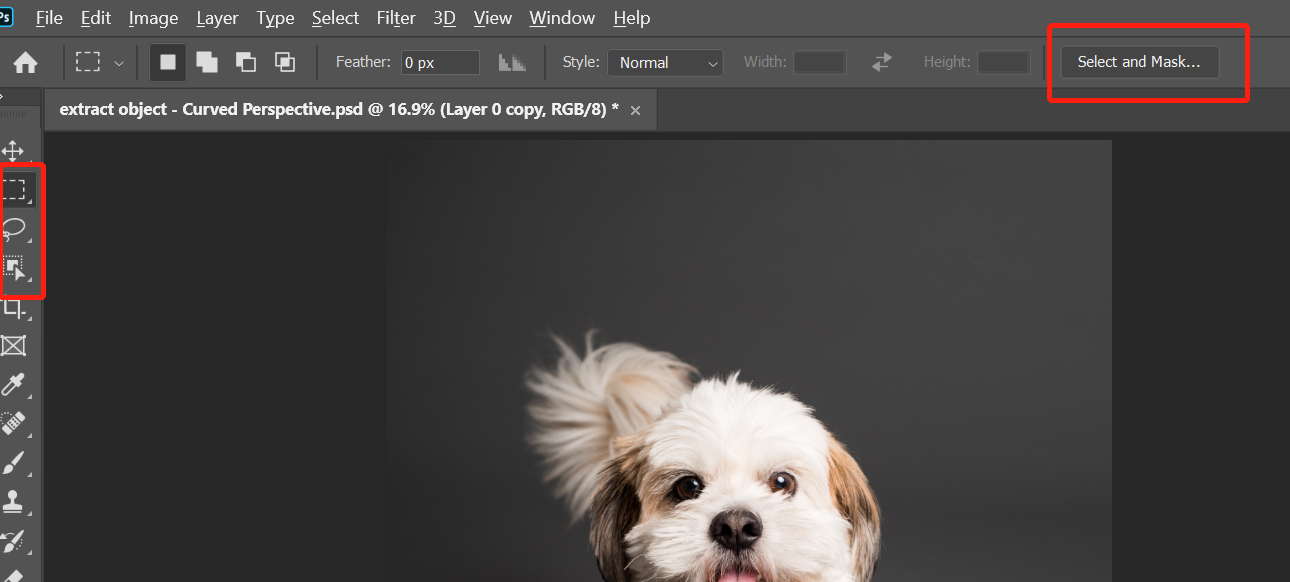 Ps File Edit Image Layer Type Select Filter 3D View Window Help
Feather: 0 px Style: Normal Width: Height: Select and Mask...
extract object - Curved Perspective.psd @ 16.9% (Layer 0 copy, RGB/8) * ×